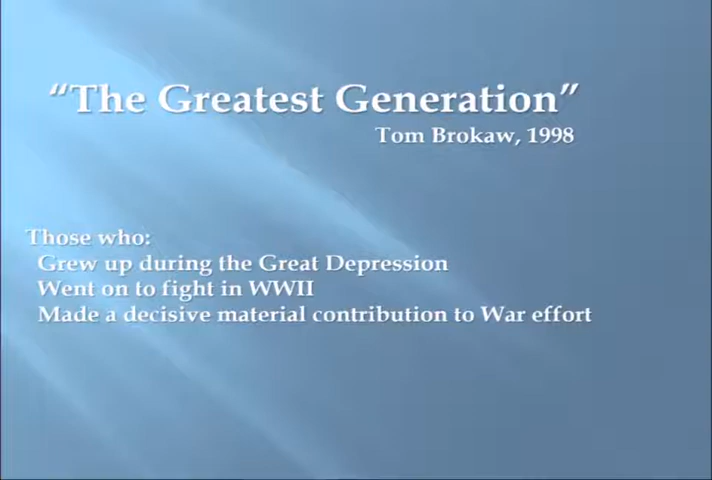 “The Greatest Generation”
Tom Brokaw, 1998
Those who:
Grew up during the Great Depression
Went on to fight in WWII
Made a decisive material contribution to War effort